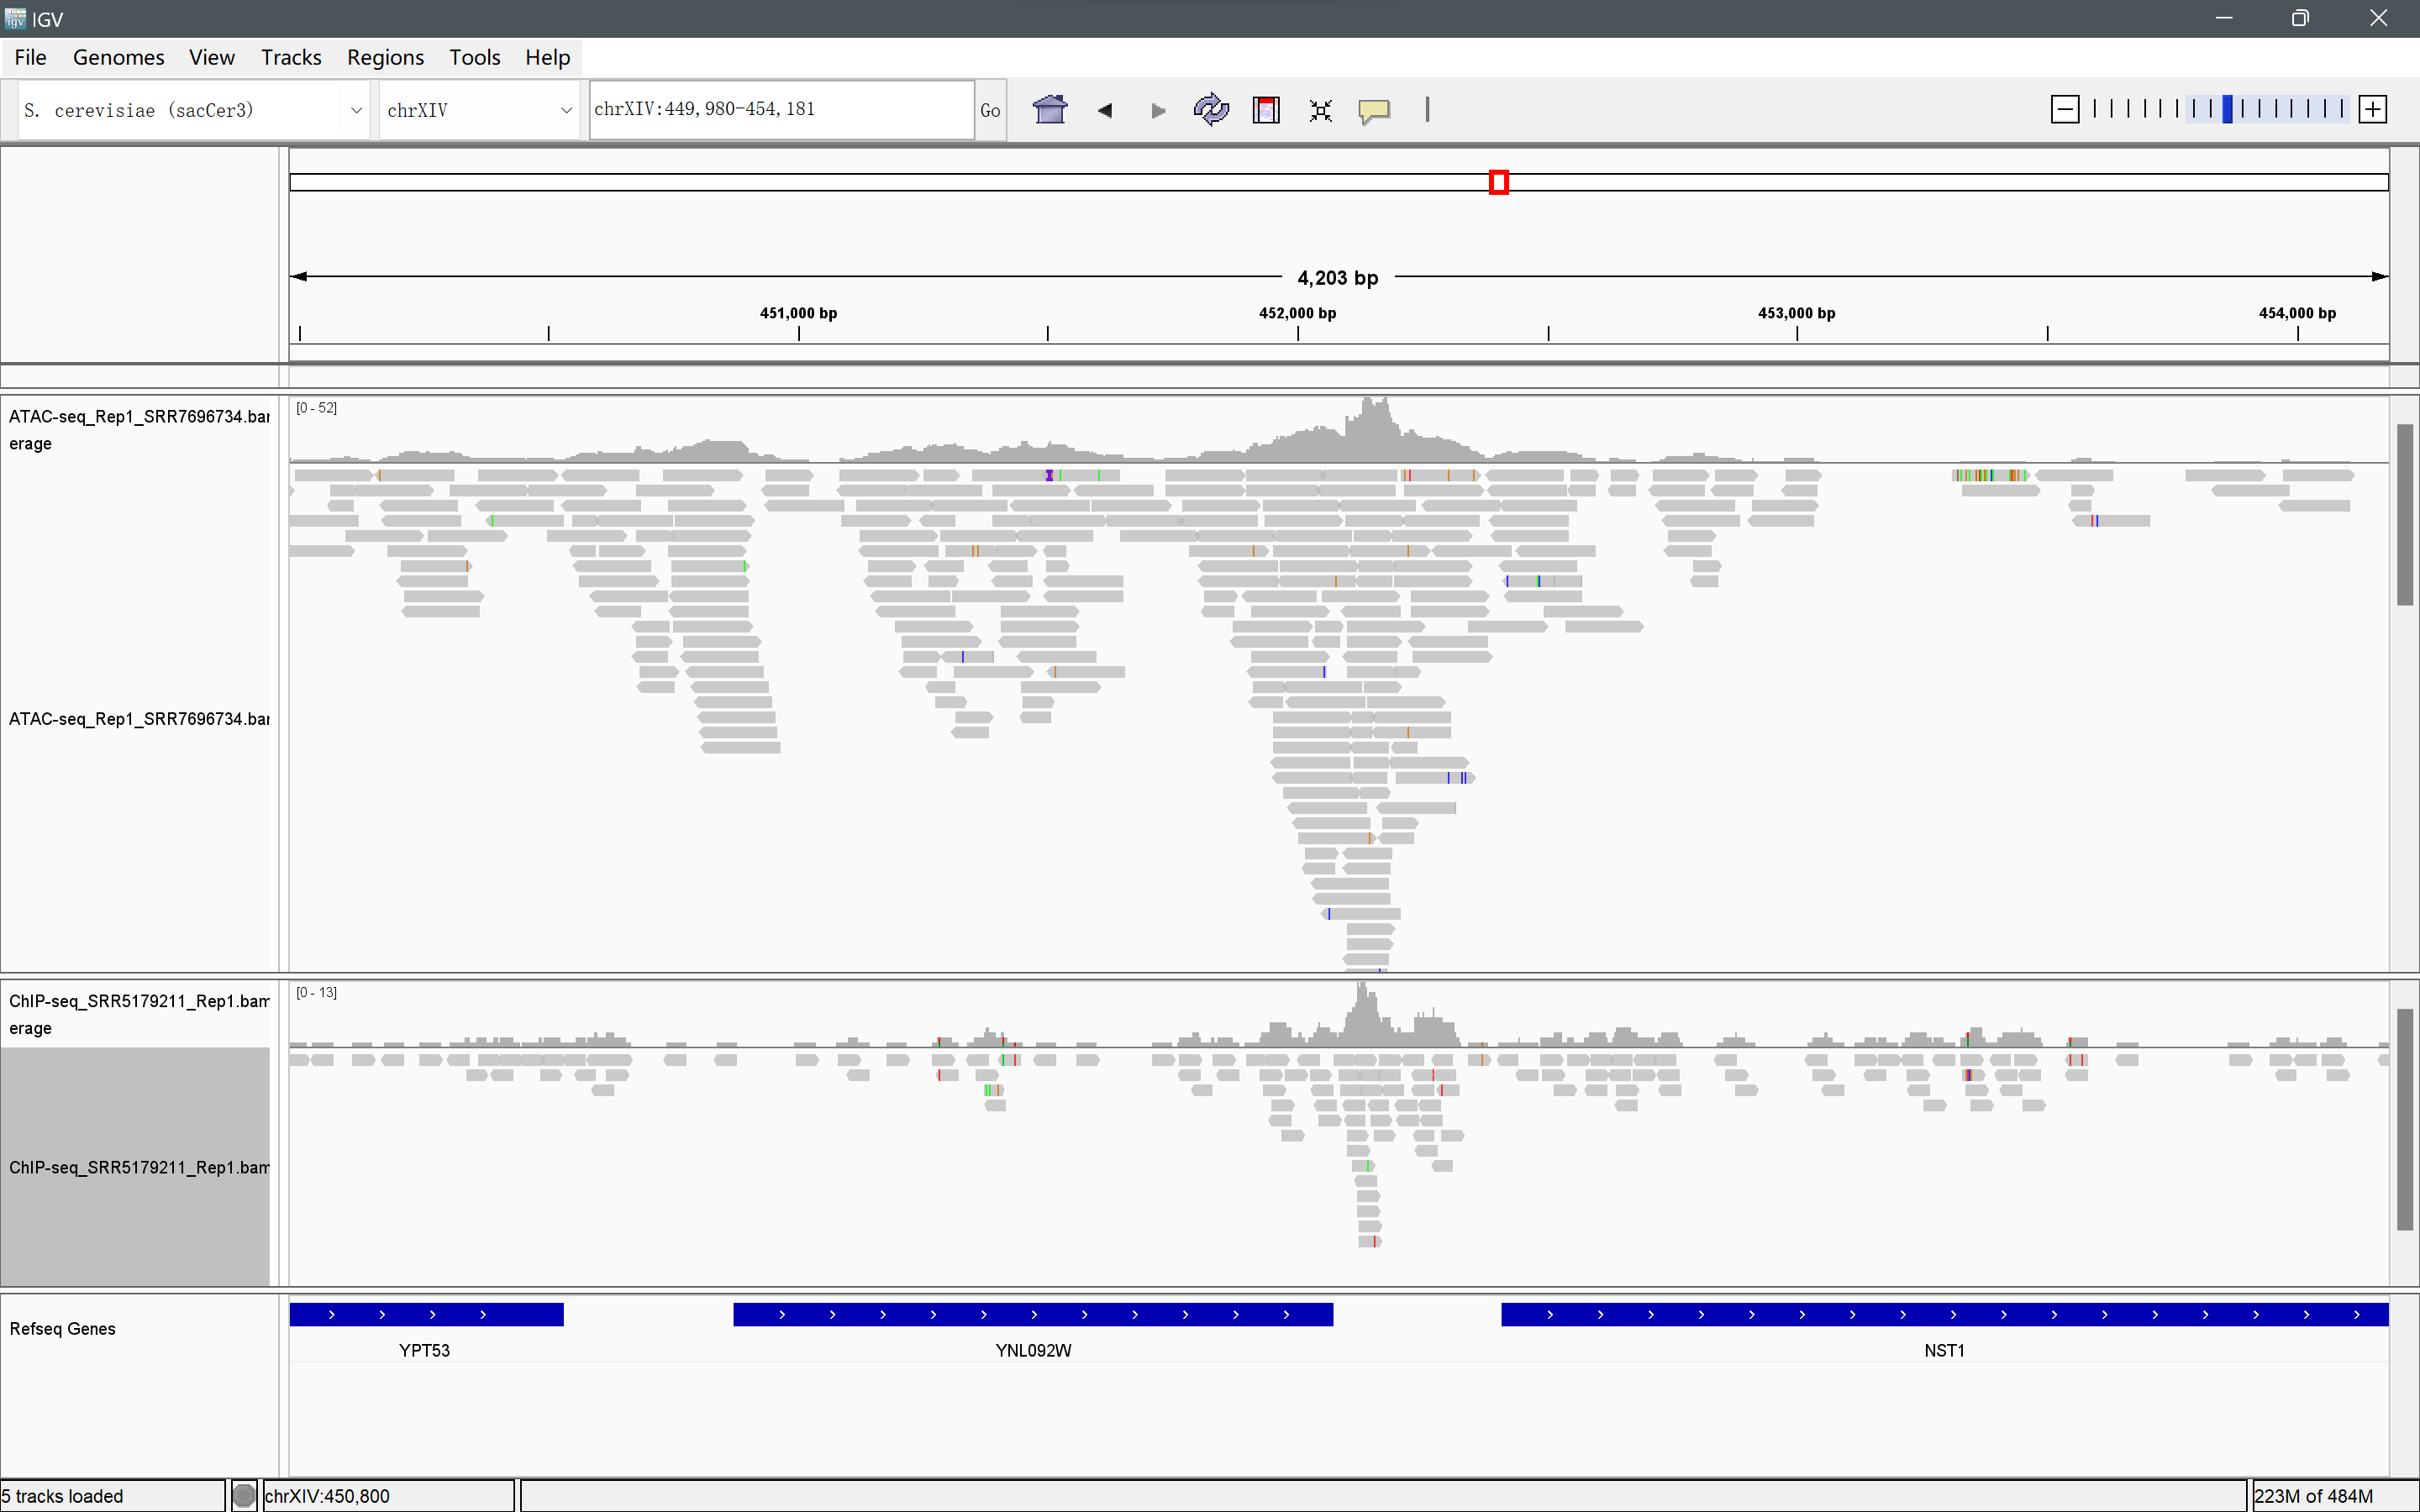 IGV
File Genomes View Tracks Regions Tools Help
S. cerevisiae (sacCer3) chrXIV chrXIV:449,980-454,181 Go
4,203 bp
451,000 bp 452,000 bp 453,000 bp 454,000 bp
ATAC-seq_Rep1_SRR7696734.bar
erage
[0 - 52]
ATAC-seq_Rep1_SRR7696734.bar
ChIP-seq_SRR5179211_Rep1.bam
erage
[0 - 13]
ChIP-seq_SRR5179211_Rep1.bam
Refseq Genes
YPT53 YNL092W NST1
5 tracks loaded chrXIV:450,800 223M of 484M